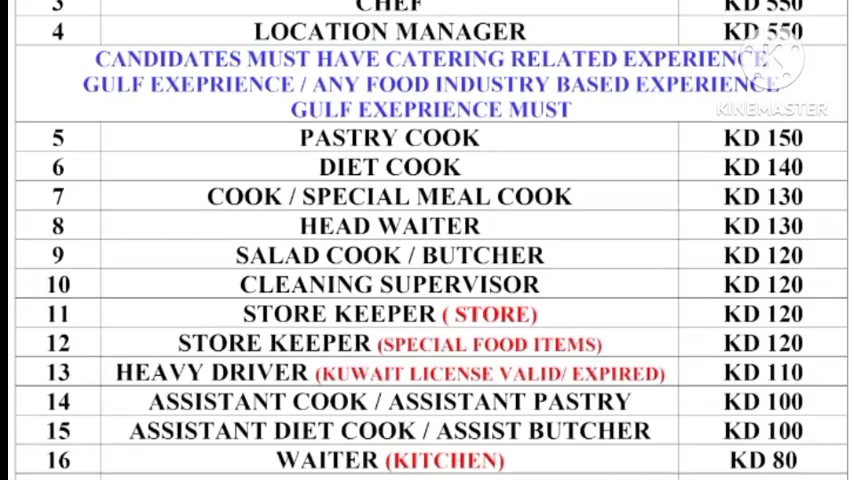 3 CHEF KD 550
4 LOCATION MANAGER KD 550
CANDIDATES MUST HAVE CATERING RELATED EXPERIENCE
GULF EXEPRIENCE / ANY FOOD INDUSTRY BASED EXPERIENCE
GULF EXEPRIENCE MUST
KINEMASTER
5 PASTRY COOK KD 150
6 DIET COOK KD 140
7 COOK / SPECIAL MEAL COOK KD 130
8 HEAD WAITER KD 130
9 SALAD COOK / BUTCHER KD 120
10 CLEANING SUPERVISOR KD 120
11 STORE KEEPER ( STORE) KD 120
12 STORE KEEPER (SPECIAL FOOD ITEMS) KD 120
13 HEAVY DRIVER (KUWAIT LICENSE VALID/ EXPIRED) KD 110
14 ASSISTANT COOK / ASSISTANT PASTRY KD 100
15 ASSISTANT DIET COOK / ASSIST BUTCHER KD 100
16 WAITER (KITCHEN) KD 80